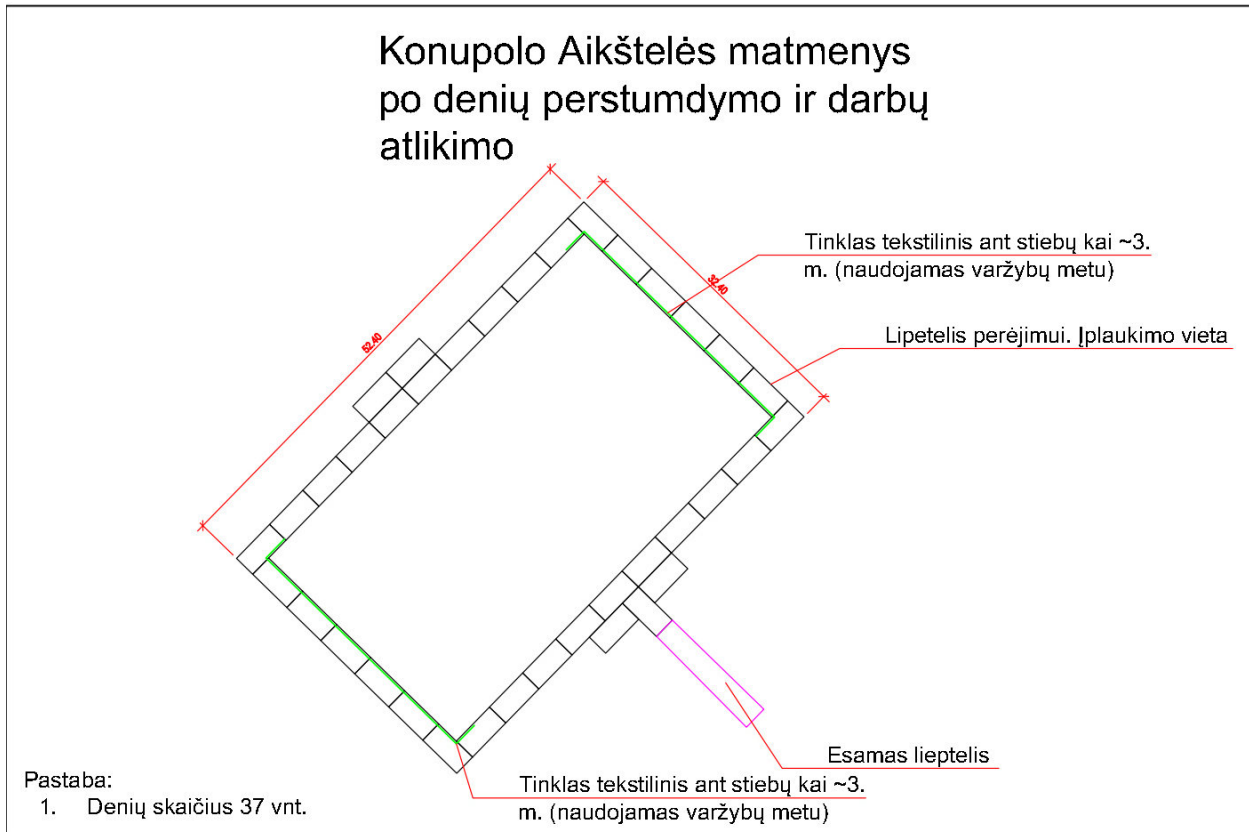 Konupolo Aikštelės matmenys
po denių perstumdymo ir darbų
atlikimo
Tinklas tekstilinis ant stiebų kai ~3.
m. (naudojamas varžybų metu)
32.40
Lipetelis perėjimui. Įplaukimo vieta
52.40
Esamas lieptelis
Tinklas tekstilinis ant stiebų kai ~3.
m. (naudojamas varžybų metu)
Pastaba:
1. Denių skaičius 37 vnt.